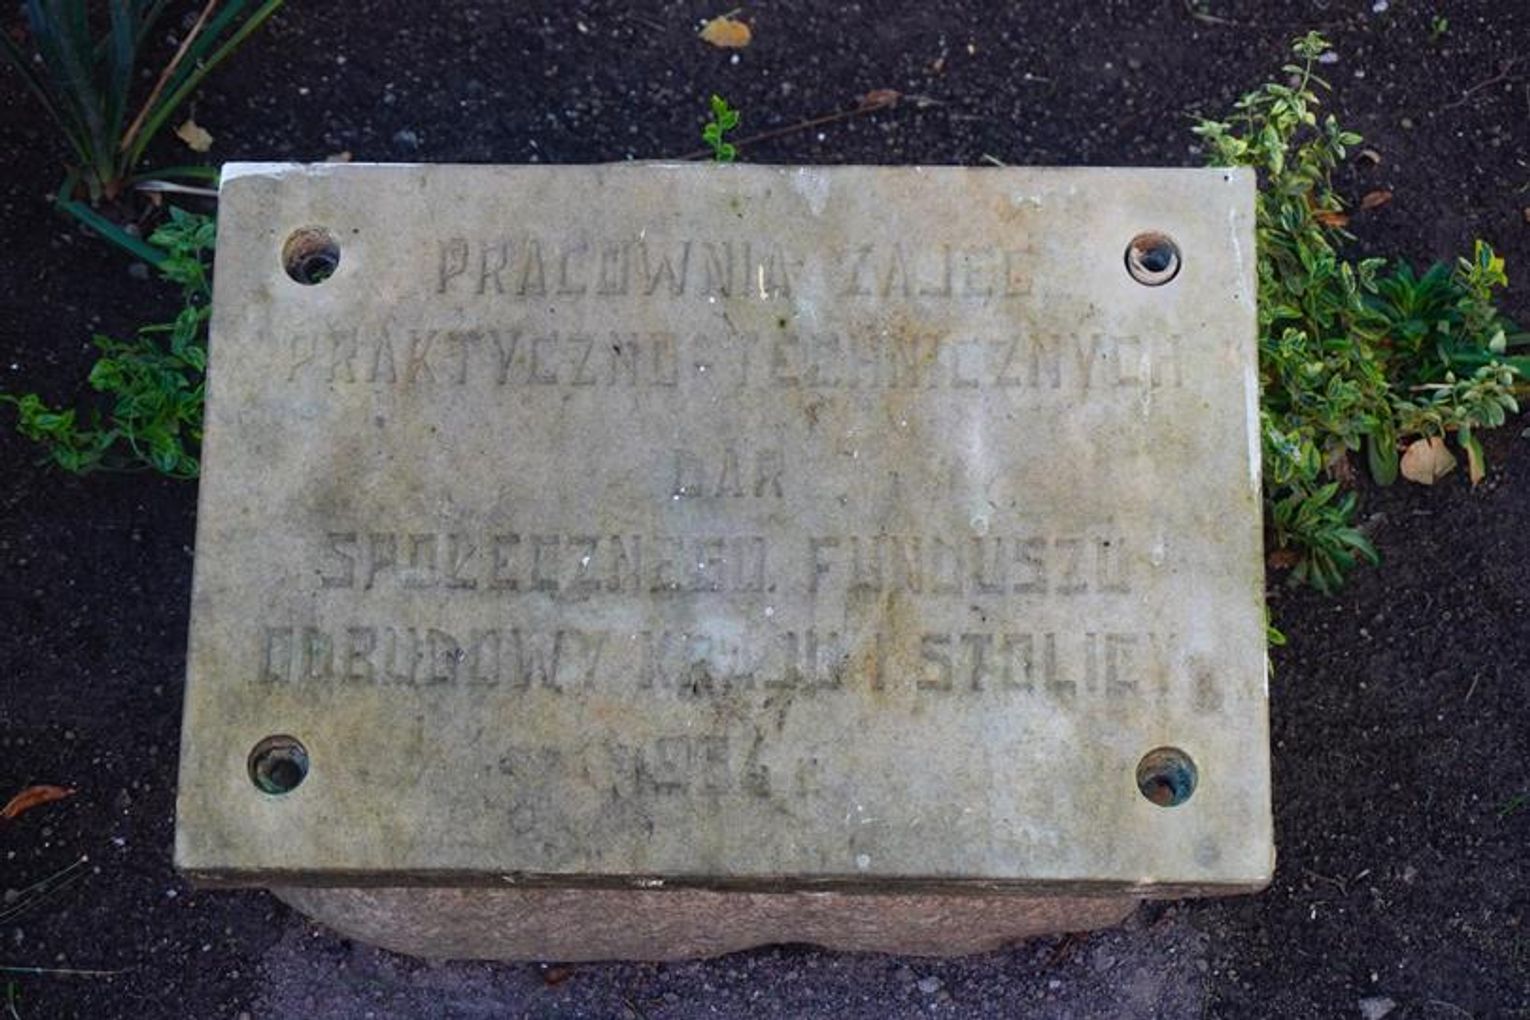 PRACOWNIA ZAJĘĆ
PRAKTYCZNO-TECHNICZNYCH
DAR
SPOŁECZNEGO FUNDUSZU
ODBUDOWY KRAJU I STOLICY